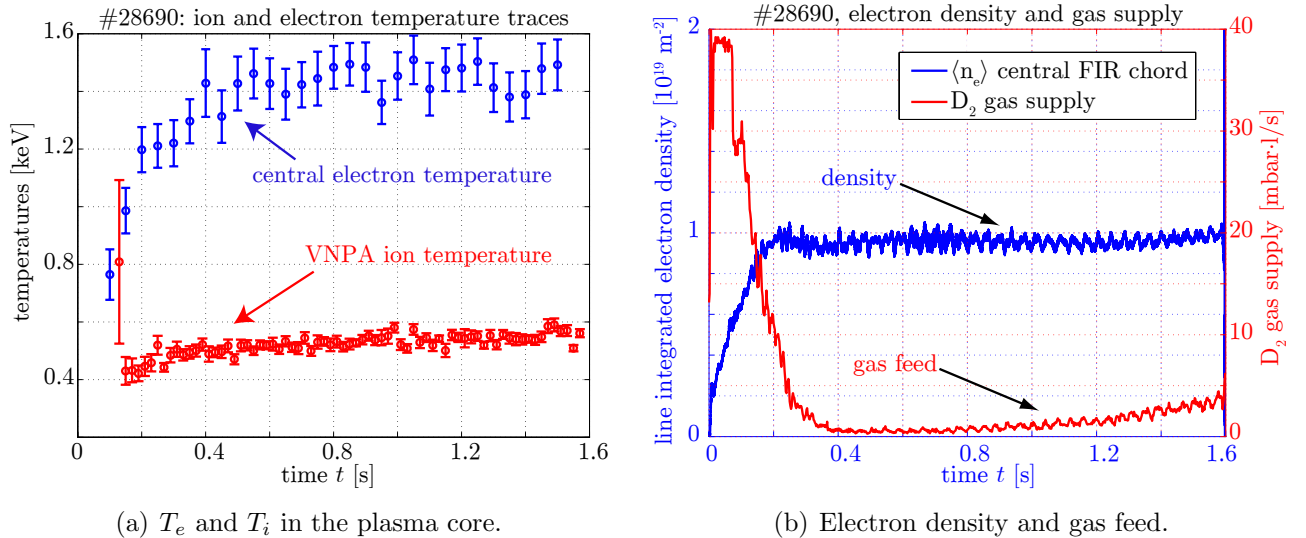 #28690: ion and electron temperature traces
1.6
1.2
0.8
0.4
0
0.4
0.8
1.2
1.6
temperatures [keV]
time t [s]
central electron temperature
VNPA ion temperature
(a) Tₑ and Tᵢ in the plasma core.
#28690, electron density and gas supply
2
1
0
40
30
20
10
0
0
0.4
0.8
1.2
1.6
line integrated electron density [10¹⁹ m⁻²]
D₂ gas supply [mbar·l/s]
time t [s]
⟨nₑ⟩ central FIR chord
D₂ gas supply
density
gas feed
(b) Electron density and gas feed.